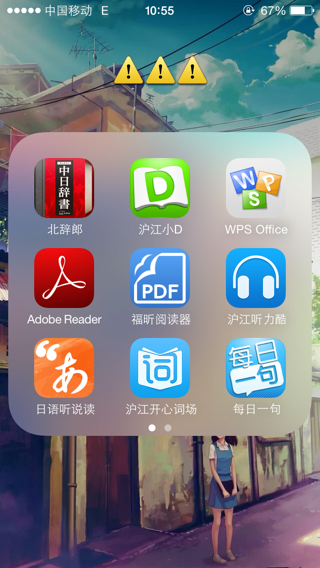 中国移动 E 10:55 67%
中日辞書
北辞郎
D
沪江小D
W P S
WPS Office
Adobe Reader
PDF
福昕阅读器
沪江听力酷
あ
日语听说读
词
沪江开心词场
每日一句
每日一句